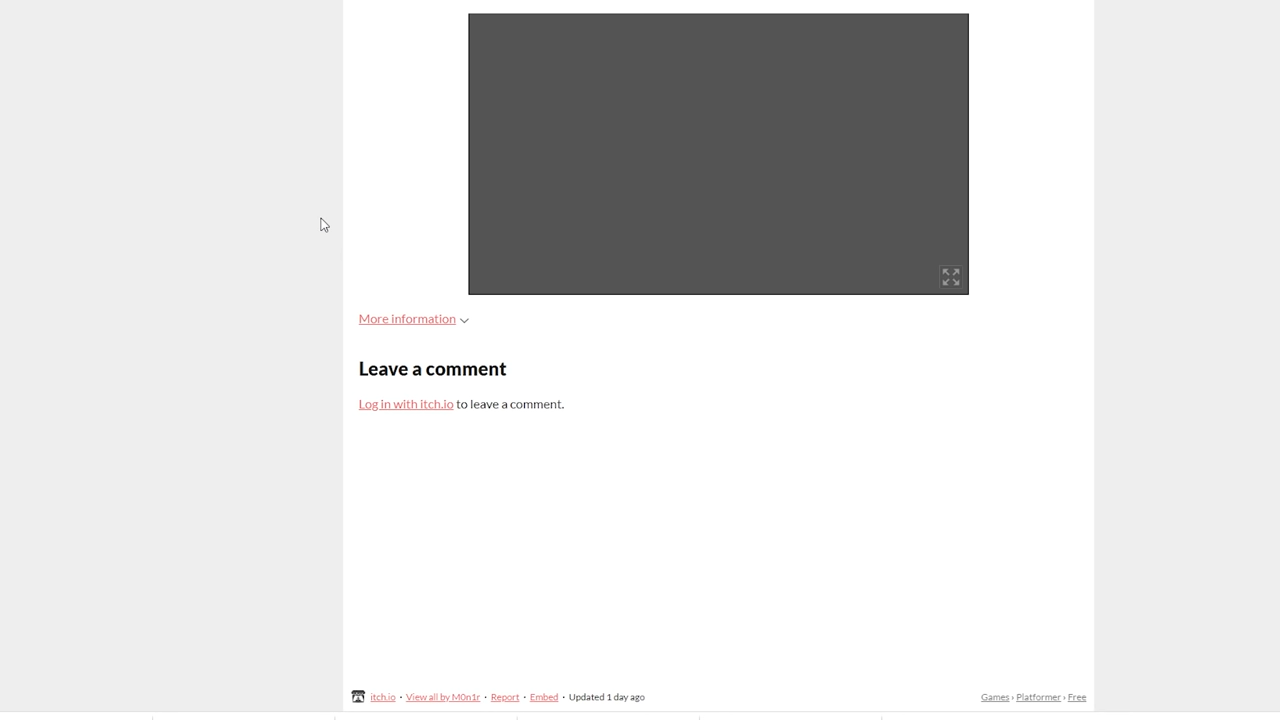 More information
Leave a comment
Log in with itch.io to leave a comment.
itch.io · View all by M0n1r · Report · Embed · Updated 1 day ago Games › Platformer › Free